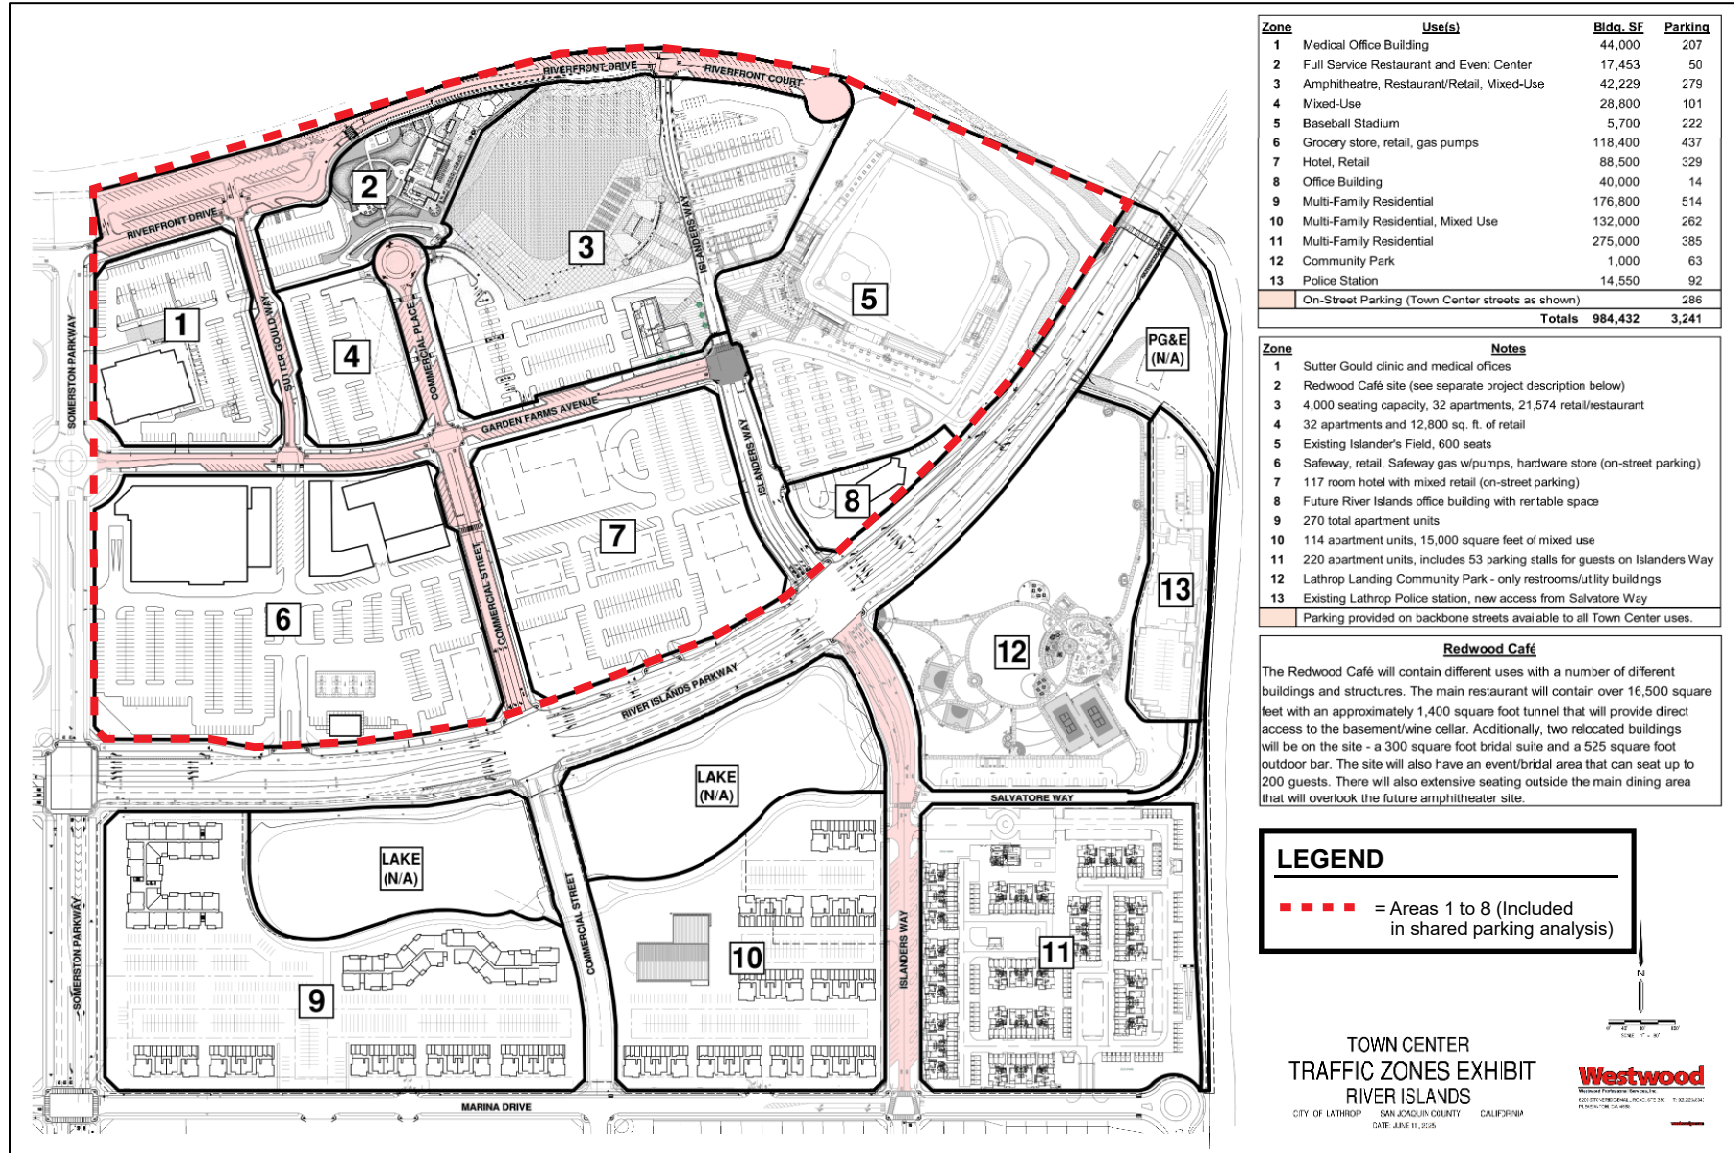 Zone Use(s) Bldg. SF Parking
1 Medical Office Building 44,000 207
2 Full Service Restaurant and Event Center 17,453 50
3 Amphitheatre, Restaurant/Retail, Mixed-Use 42,229 279
4 Mixed-Use 28,800 101
5 Baseball Stadium 5,700 222
6 Grocery store, retail, gas pumps 118,400 437
7 Hotel, Retail 88,500 329
8 Office Building 40,000 14
9 Multi-Family Residential 176,800 514
10 Multi-Family Residential, Mixed Use 132,000 262
11 Multi-Family Residential 275,000 385
12 Community Park 1,000 63
13 Police Station 14,550 92
On-Street Parking (Town Center streets as shown) 286
Totals 984,432 3,241
Zone Notes
1 Sutter Gould clinic and medical offices
2 Redwood Café site (see separate project description below)
3 4,000 seating capacity, 32 apartments, 21,574 retail/restaurant
4 32 apartments and 12,800 sq. ft. of retail
5 Existing Islander's Field, 600 seats
6 Safeway, retail, Safeway gas w/pumps, hardware store (on-street parking)
7 117 room hotel with mixed retail (on-street parking)
8 Future River Islands office building with rentable space
9 270 total apartment units
10 114 apartment units, 15,000 square feet of mixed use
11 220 apartment units, includes 53 parking stalls for guests on Islanders Way
12 Lathrop Landing Community Park - only restrooms/utility buildings
13 Existing Lathrop Police station, new access from Salvatore Way
Parking provided on backbone streets available to all Town Center uses.
Redwood Café
The Redwood Café will contain different uses with a number of different
buildings and structures. The main restaurant will contain over 16,500 square
feet with an approximately 1,400 square foot tunnel that will provide direct
access to the basement/wine cellar. Additionally, two relocated buildings
will be on the site - a 300 square foot bridal suite and a 525 square foot
outdoor bar. The site will also have an event/bridal area that can seat up to
200 guests. There will also extensive seating outside the main dining area
that will overlook the future amphitheater site.
LEGEND
= Areas 1 to 8 (Included
in shared parking analysis)
N
SCALE: 1" = 80'
TOWN CENTER
TRAFFIC ZONES EXHIBIT
RIVER ISLANDS
CITY OF LATHROP SAN JOAQUIN COUNTY CALIFORNIA
DATE: JUNE 11, 2025
Westwood
Westwood Professional Services, Inc.
RIVERFRONT DRIVE
RIVERFRONT COURT
2
RIVERFRONT DRIVE
3
ISLANDERS WAY
5
1
SUTTER GOULD WAY
4
COMMERCIAL PLACE
PG&E
(N/A)
SOMERSTON PARKWAY
GARDEN FARMS AVENUE
ISLANDERS WAY
8
7
6
COMMERCIAL STREET
13
12
RIVER ISLANDS PARKWAY
LAKE
(N/A)
SALVATORE WAY
LAKE
(N/A)
SOMERSTON PARKWAY
COMMERCIAL STREET
ISLANDERS WAY
9
10
11
MARINA DRIVE